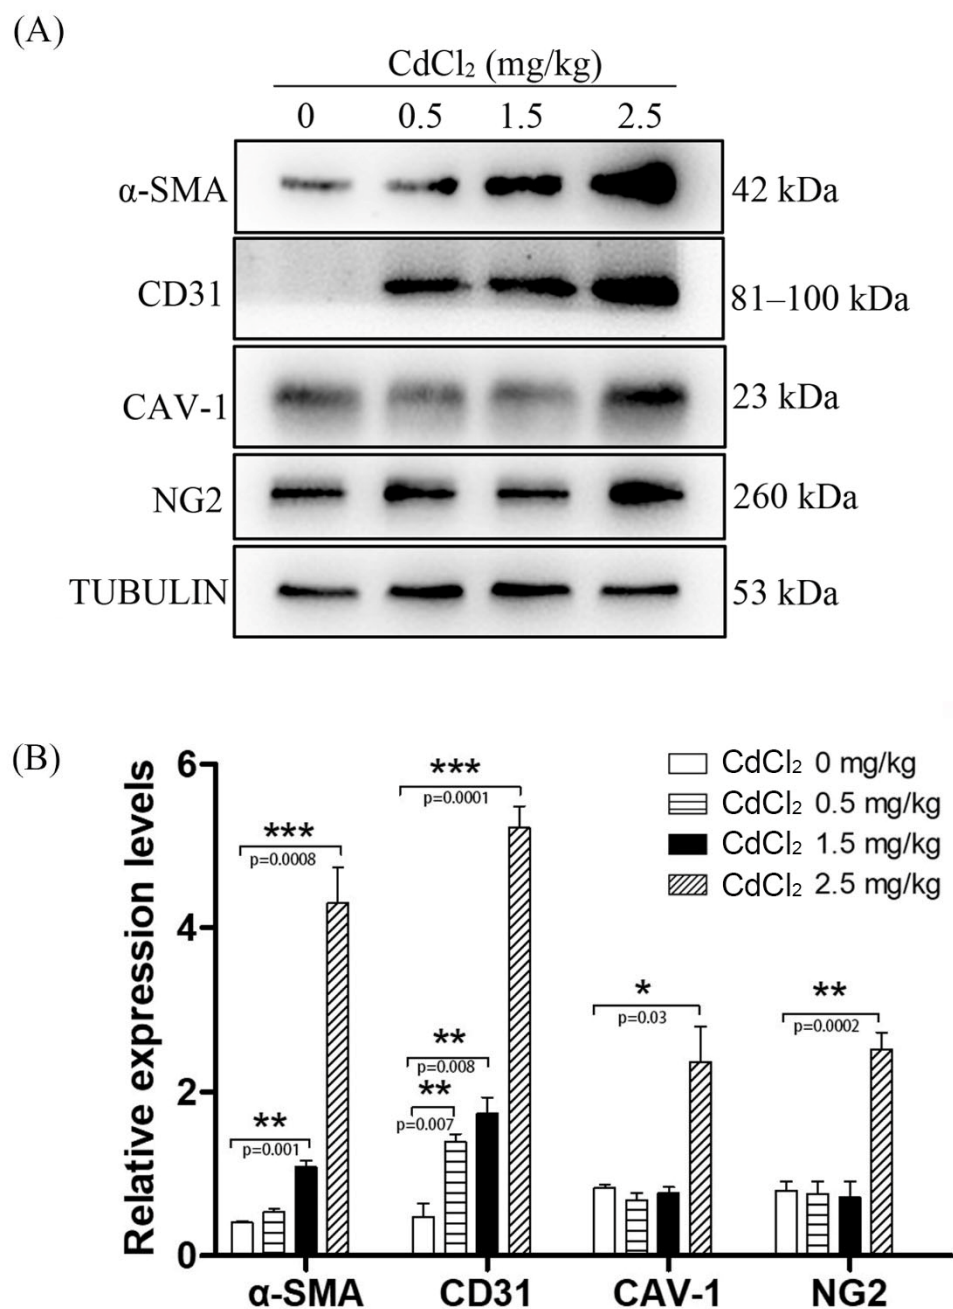 (A)
CdCl₂ (mg/kg)
0 0.5 1.5 2.5
α-SMA 42 kDa
CD31 81–100 kDa
CAV-1 23 kDa
NG2 260 kDa
TUBULIN 53 kDa
(B)
Relative expression levels
6
4
2
0
CdCl₂ 0 mg/kg
CdCl₂ 0.5 mg/kg
CdCl₂ 1.5 mg/kg
CdCl₂ 2.5 mg/kg
***
p=0.0008
**
p=0.001
***
p=0.0001
**
p=0.008
**
p=0.007
*
p=0.03
**
p=0.0002
α-SMA CD31 CAV-1 NG2